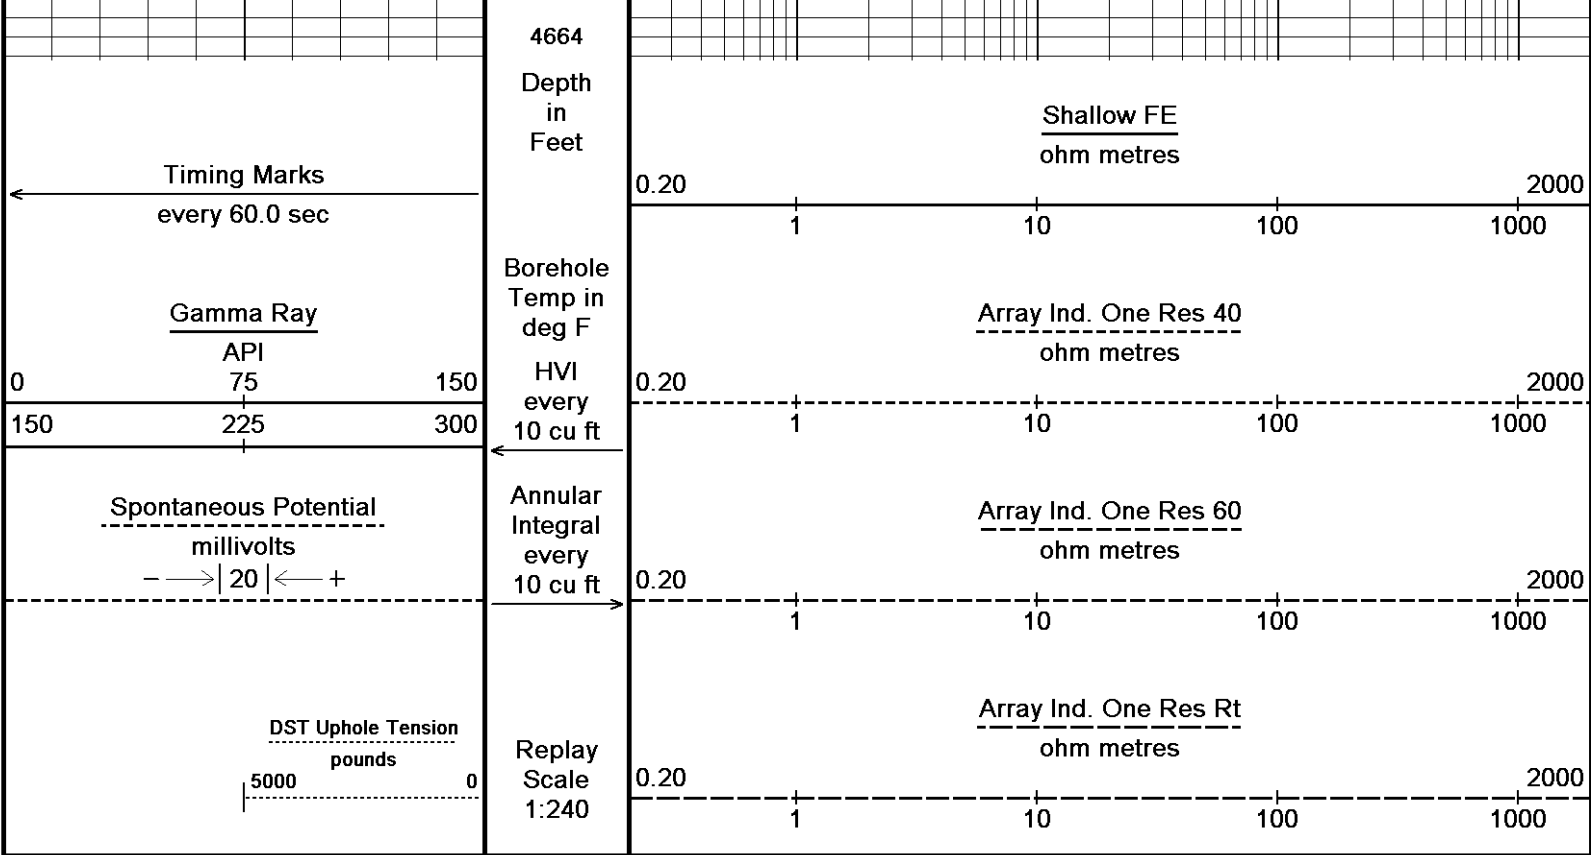 Timing Marks
every 60.0 sec
Gamma Ray
API
0 75 150
150 225 300
Spontaneous Potential
millivolts
− 20 +
DST Uphole Tension
pounds
5000 0
4664
Depth
in
Feet
Borehole
Temp in
deg F
HVI
every
10 cu ft
Annular
Integral
every
10 cu ft
Replay
Scale
1:240
Shallow FE
ohm metres
0.20 2000
1 10 100 1000
Array Ind. One Res 40
ohm metres
0.20 2000
1 10 100 1000
Array Ind. One Res 60
ohm metres
0.20 2000
1 10 100 1000
Array Ind. One Res Rt
ohm metres
0.20 2000
1 10 100 1000